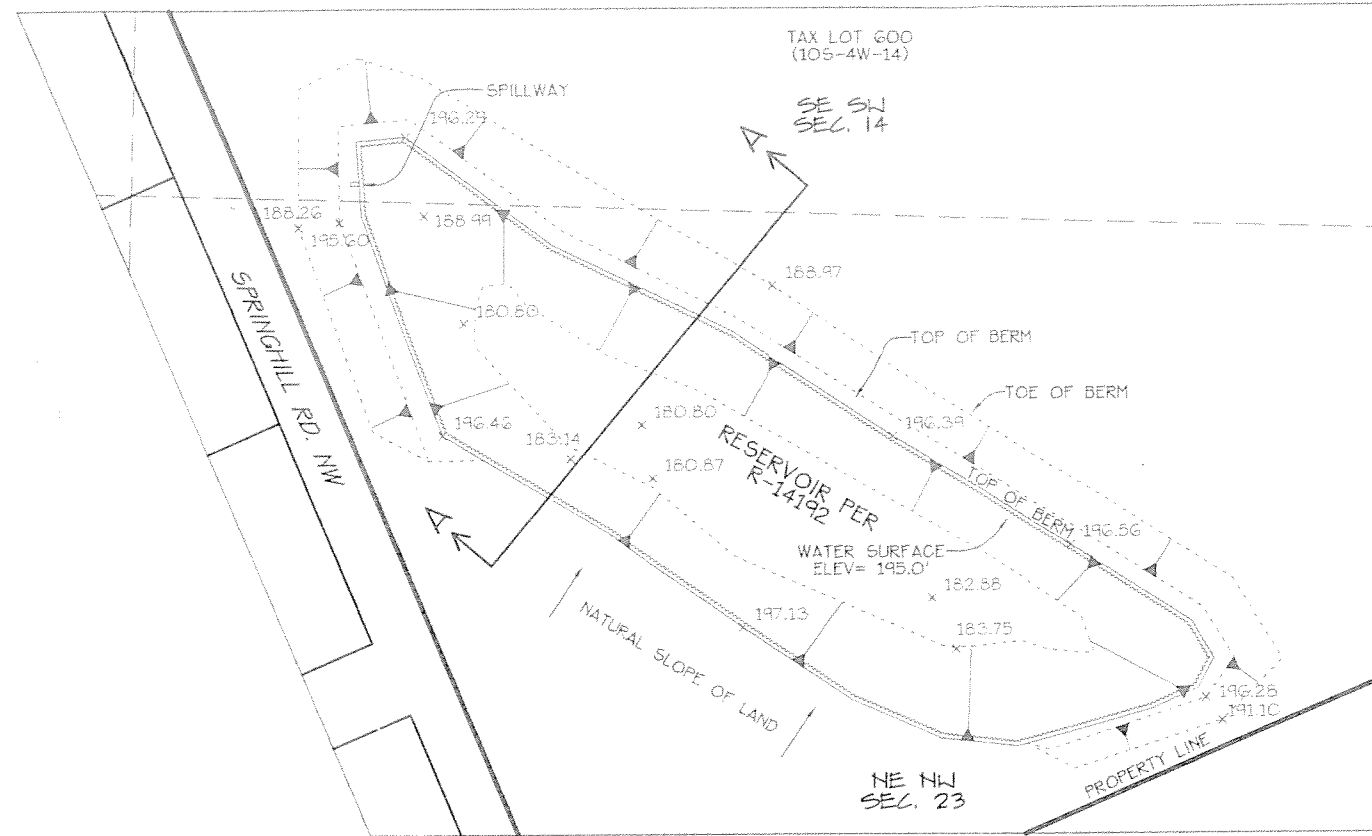 TAX LOT 600
(10S-4W-14)
SE SW
SEC. 14
SPILLWAY
196.29
A
188.26
195.60
188.99
188.97
SPRINGHILL RD. NW
180.80
TOP OF BERM
TOE OF BERM
196.39
196.46
183.14
180.80
180.87
RESERVOIR PER
R-14192
TOP OF BERM 196.56
A
WATER SURFACE
ELEV= 195.0'
182.88
183.75
197.13
NATURAL SLOPE OF LAND
196.28
191.10
PROPERTY LINE
NE NW
SEC. 23